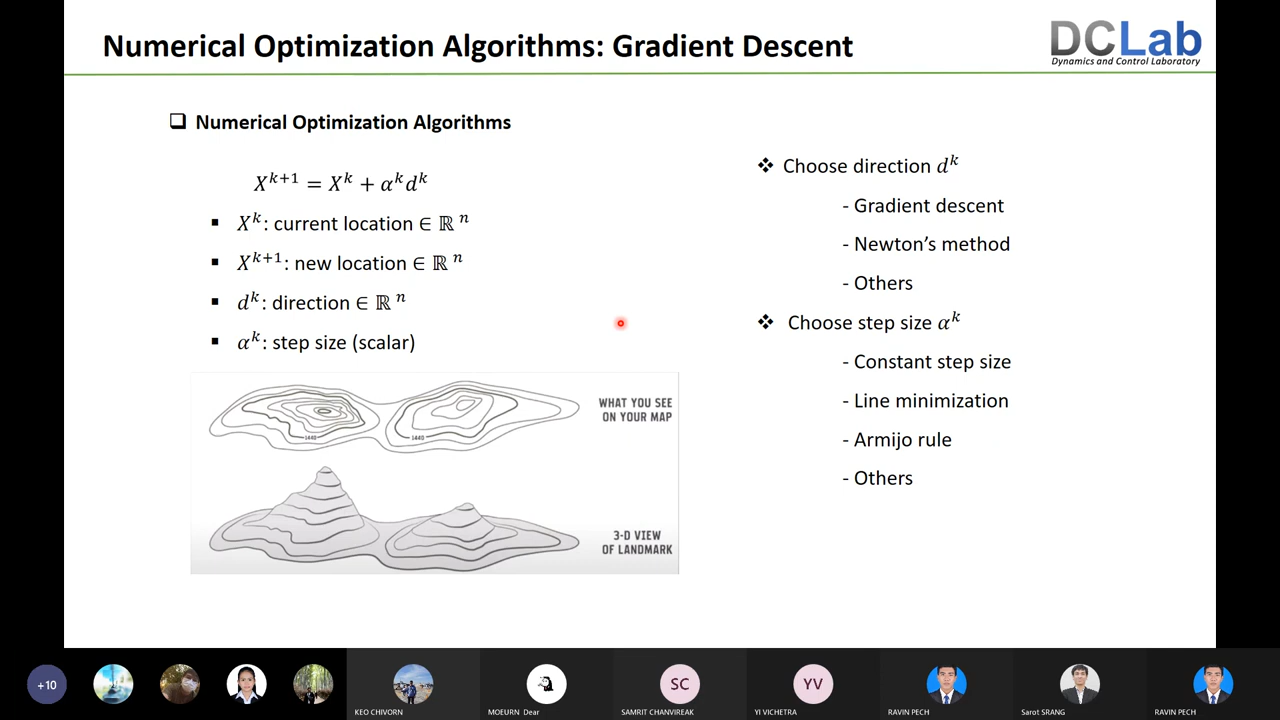 Numerical Optimization Algorithms: Gradient Descent
DCLab
Dynamics and Control Laboratory
❑ Numerical Optimization Algorithms
X^{k+1} = X^k + α^k d^k
▪ X^k: current location ∈ ℝ^n
▪ X^{k+1}: new location ∈ ℝ^n
▪ d^k: direction ∈ ℝ^n
▪ α^k: step size (scalar)
WHAT YOU SEE
ON YOUR MAP
1440
1440
3-D VIEW
OF LANDMARK
❖ Choose direction d^k
- Gradient descent
- Newton’s method
- Others
❖ Choose step size α^k
- Constant step size
- Line minimization
- Armijo rule
- Others
+10
KEO CHIVORN
MOEURN Dear
SC
SAMRIT CHANVIREAK
YV
YI VICHETRA
RAVIN PECH
Sarot SRANG
RAVIN PECH